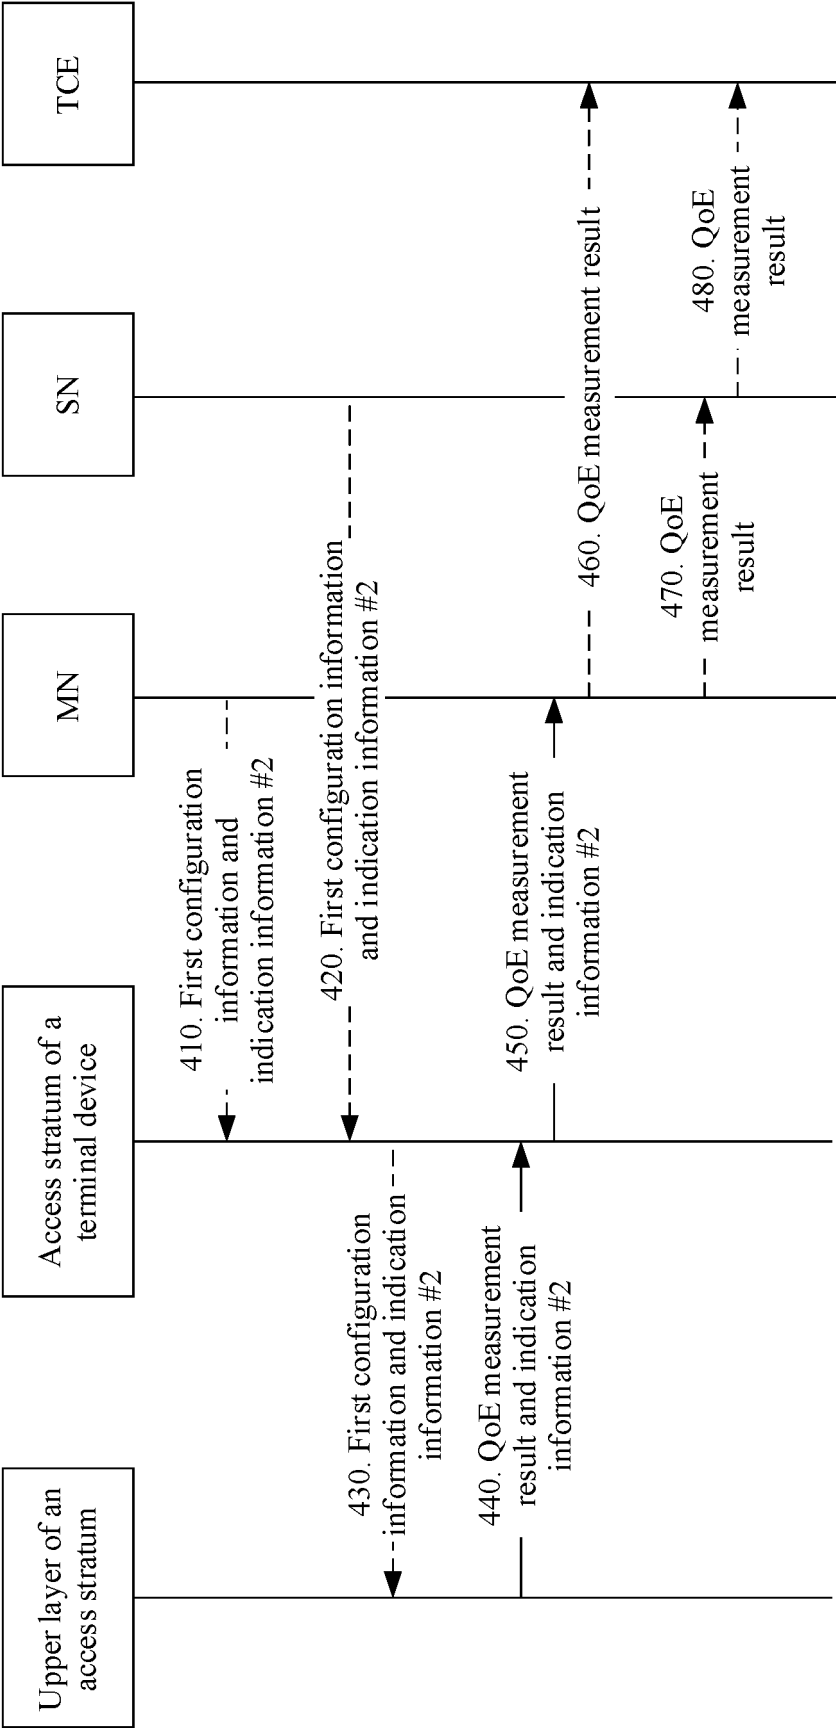 Upper layer of an
access stratum
Access stratum of a
terminal device
MN
SN
TCE
410. First configuration
information and
indication information #2
420. First configuration information
and indication information #2
430. First configuration
information and indication
information #2
440. QoE measurement
result and indication
information #2
450. QoE measurement
result and indication
information #2
460. QoE measurement result
470. QoE
measurement
result
480. QoE
measurement
result